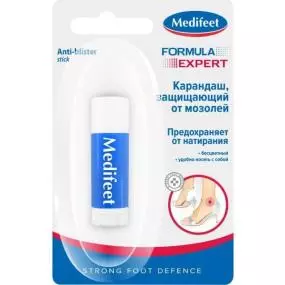 Medifeet
Anti-blister
stick
FORMULA
EXPERT
Карандаш,
защищающий
от мозолей
Предохраняет
от натирания
• бесцветный
• удобно носить с собой
Medifeet
STRONG FOOT DEFENCE